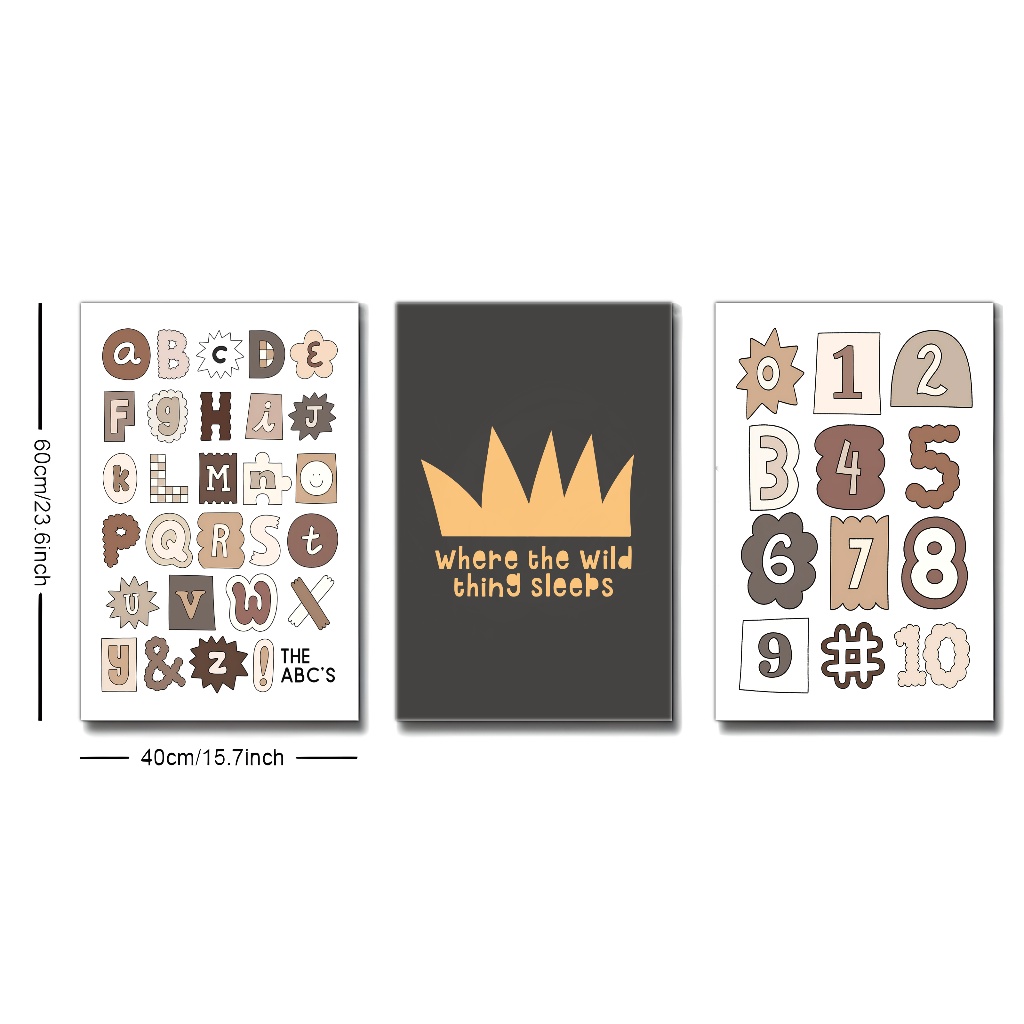 60cm/23.6inch
a B C D E
F g H i J
k L M n O
P Q R S t
U V W X
y & z ! THE
ABC'S
40cm/15.7inch
where the wild
thing sleeps
0 1 2
3 4 5
6 7 8
9 # 10